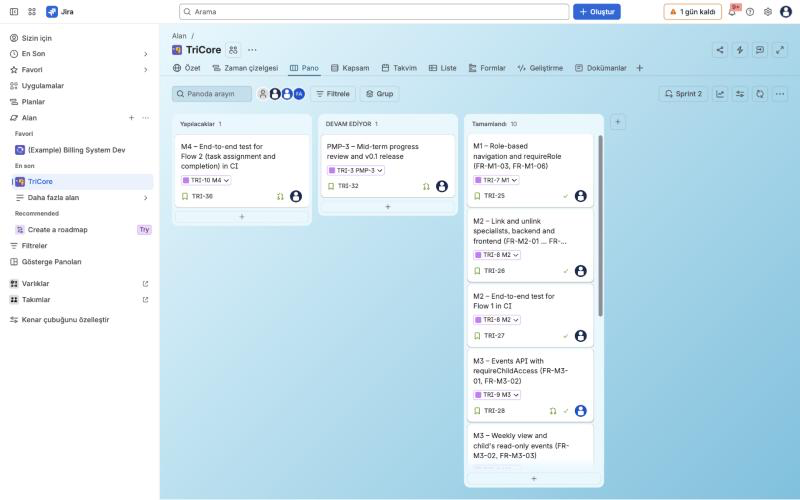 Jira
Arama
+ Oluştur
1 gün kaldı
9+
Sizin için
En Son
Favori
Uygulamalar
Planlar
Alan
Favori
(Example) Billing System Dev
En son
TriCore
Daha fazla alan
Recommended
Create a roadmap
Try
Filtreler
Gösterge Panoları
Varlıklar
Takımlar
Kenar çubuğunu özelleştir
Alan /
TriCore
Özet
Zaman çizelgesi
Pano
Kapsam
Takvim
Liste
Formlar
Geliştirme
Dokümanlar
Panoda arayın
FA
Filtrele
Grup
Sprint 2
Yapılacaklar 1
M4 – End-to-end test for
Flow 2 (task assignment and
completion) in CI
TRI-10 M4
TRI-36
DEVAM EDİYOR 1
PMP-3 – Mid-term progress
review and v0.1 release
TRI-3 PMP-3
TRI-32
Tamamlandı 10
M1 – Role-based
navigation and requireRole
(FR-M1-03, FR-M1-06)
TRI-7 M1
TRI-25
M2 – Link and unlink
specialists, backend and
frontend (FR-M2-01 ... FR-...
TRI-8 M2
TRI-26
M2 – End-to-end test for
Flow 1 in CI
TRI-8 M2
TRI-27
M3 – Events API with
requireChildAccess (FR-M3-
01, FR-M3-02)
TRI-9 M3
TRI-28
M3 – Weekly view and
child's read-only events (FR-
M3-02, FR-M3-03)